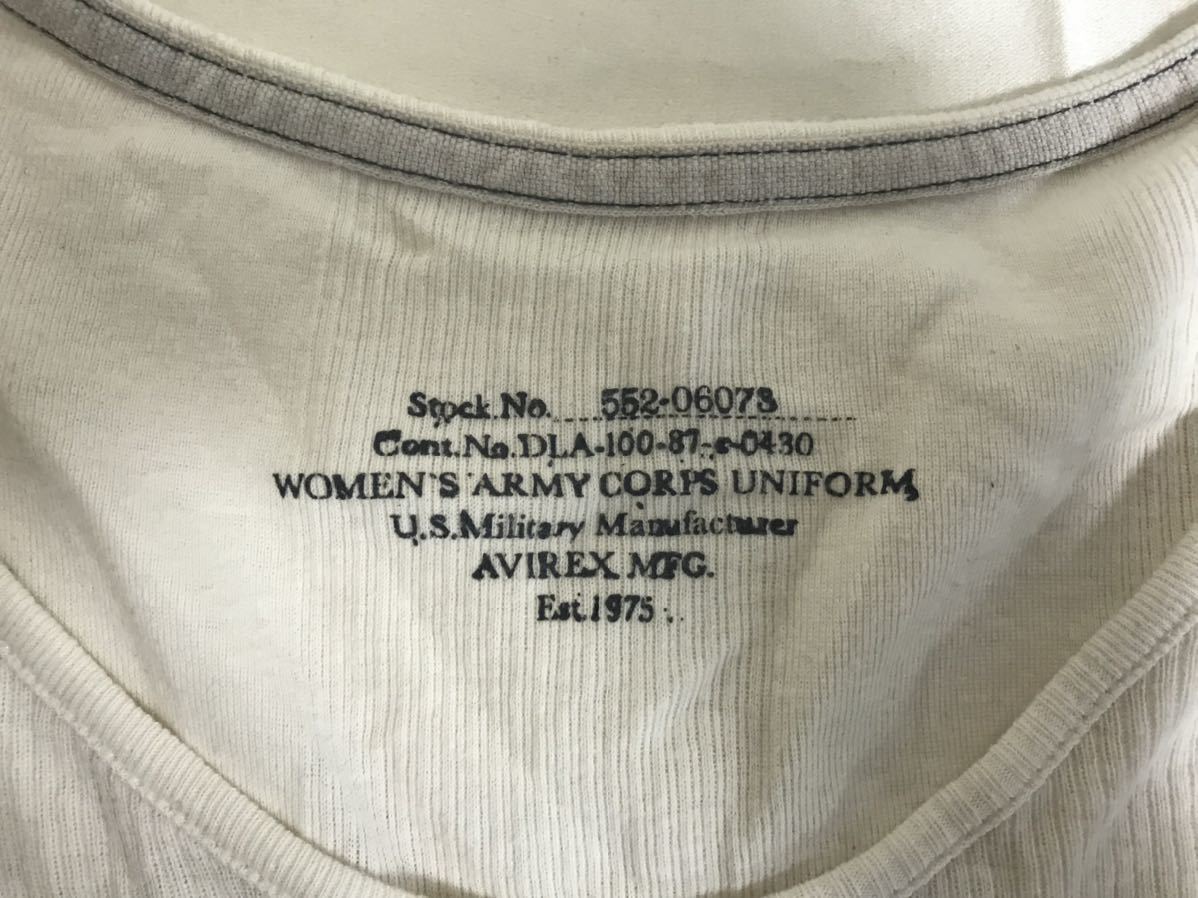 Stock.No. 552-06073
Cont.No.DLA-100-87-c-0430
WOMEN'S ARMY CORPS UNIFORM,
U.S.Military Manufacturer
AVIREX MFG.
Est.1975